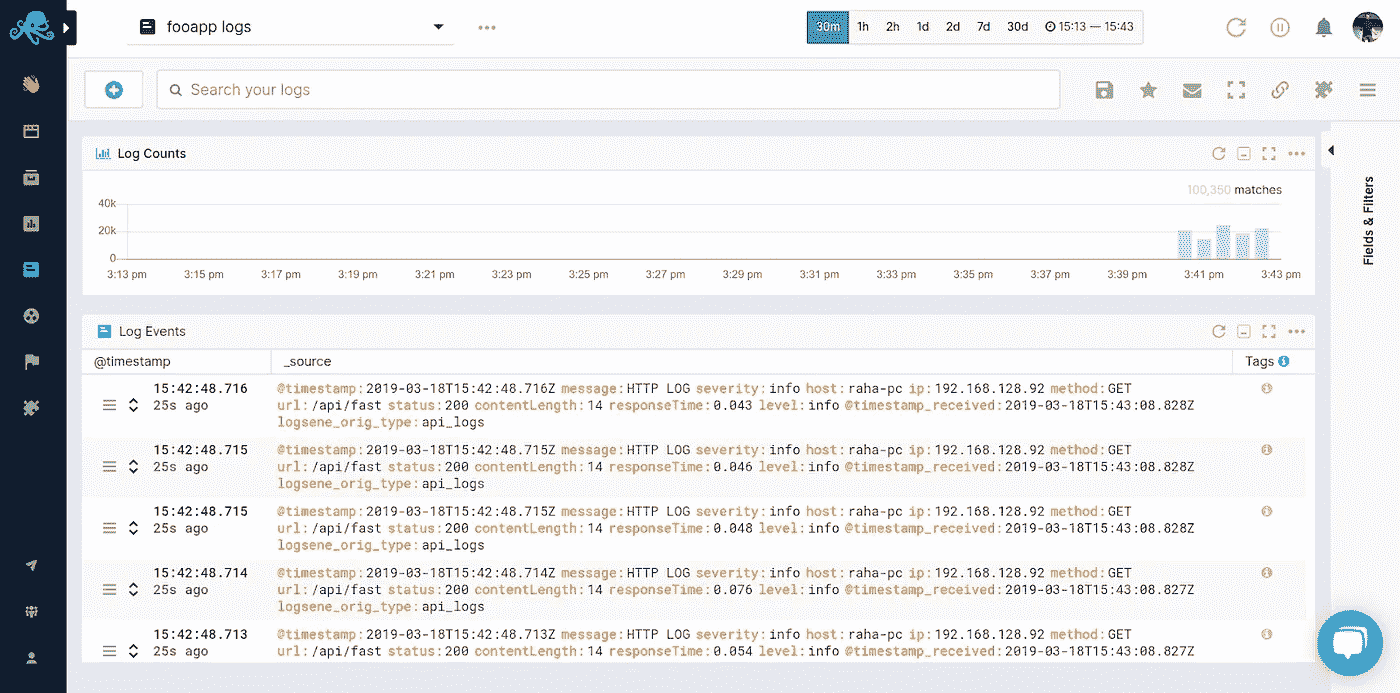 fooapp logs
30m 1h 2h 1d 2d 7d 30d 15:13 — 15:43
Search your logs
Log Counts
100,350 matches
40k
20k
0
3:13 pm 3:15 pm 3:17 pm 3:19 pm 3:21 pm 3:23 pm 3:25 pm 3:27 pm 3:29 pm 3:31 pm 3:33 pm 3:35 pm 3:37 pm 3:39 pm 3:41 pm 3:43 pm
Fields & Filters
Log Events
@timestamp _source Tags
15:42:48.716 @timestamp:2019-03-18T15:42:48.716Z message:HTTP LOG severity:info host:raha-pc ip:192.168.128.92 method:GET
25s ago url:/api/fast status:200 contentLength:14 responseTime:0.043 level:info @timestamp_received:2019-03-18T15:43:08.828Z
logsene_orig_type:api_logs
15:42:48.715 @timestamp:2019-03-18T15:42:48.715Z message:HTTP LOG severity:info host:raha-pc ip:192.168.128.92 method:GET
25s ago url:/api/fast status:200 contentLength:14 responseTime:0.046 level:info @timestamp_received:2019-03-18T15:43:08.828Z
logsene_orig_type:api_logs
15:42:48.715 @timestamp:2019-03-18T15:42:48.715Z message:HTTP LOG severity:info host:raha-pc ip:192.168.128.92 method:GET
25s ago url:/api/fast status:200 contentLength:14 responseTime:0.048 level:info @timestamp_received:2019-03-18T15:43:08.828Z
logsene_orig_type:api_logs
15:42:48.714 @timestamp:2019-03-18T15:42:48.714Z message:HTTP LOG severity:info host:raha-pc ip:192.168.128.92 method:GET
25s ago url:/api/fast status:200 contentLength:14 responseTime:0.076 level:info @timestamp_received:2019-03-18T15:43:08.827Z
logsene_orig_type:api_logs
15:42:48.713 @timestamp:2019-03-18T15:42:48.713Z message:HTTP LOG severity:info host:raha-pc ip:192.168.128.92 method:GET
25s ago url:/api/fast status:200 contentLength:14 responseTime:0.054 level:info @timestamp_received:2019-03-18T15:43:08.827Z